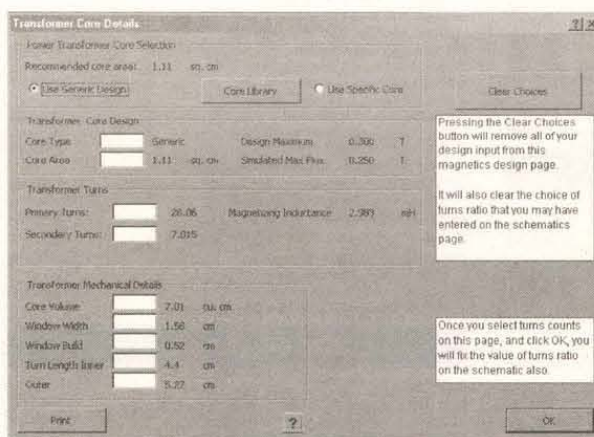 Transformer Core Details
Power Transformer Core Selection
Recommended core area: 1.11 sq. cm
Use Generic Design
Core Library
Use Specific Core
Clear Choices
Transformer Core Design
Core Type Generic Design Maximum 0.300 T
Core Area 1.11 sq. cm Simulated Max Flux 0.250 T
Transformer Turns
Primary Turns: 28.06 Magnetizing Inductance 2.989 mH
Secondary Turns: 7.015
Transformer Mechanical Details
Core Volume 7.01 cu. cm
Window Width 1.56 cm
Window Build 0.52 cm
Turn Length Inner 4.4 cm
Outer 5.27 cm
Print
?
OK
Pressing the Clear Choices
button will remove all of your
design input from this
magnetics design page.
It will also clear the choice of
turns ratio that you may have
entered on the schematics
page.
Once you select turns counts
on this page, and click OK, you
will fix the value of turns ratio
on the schematic also.